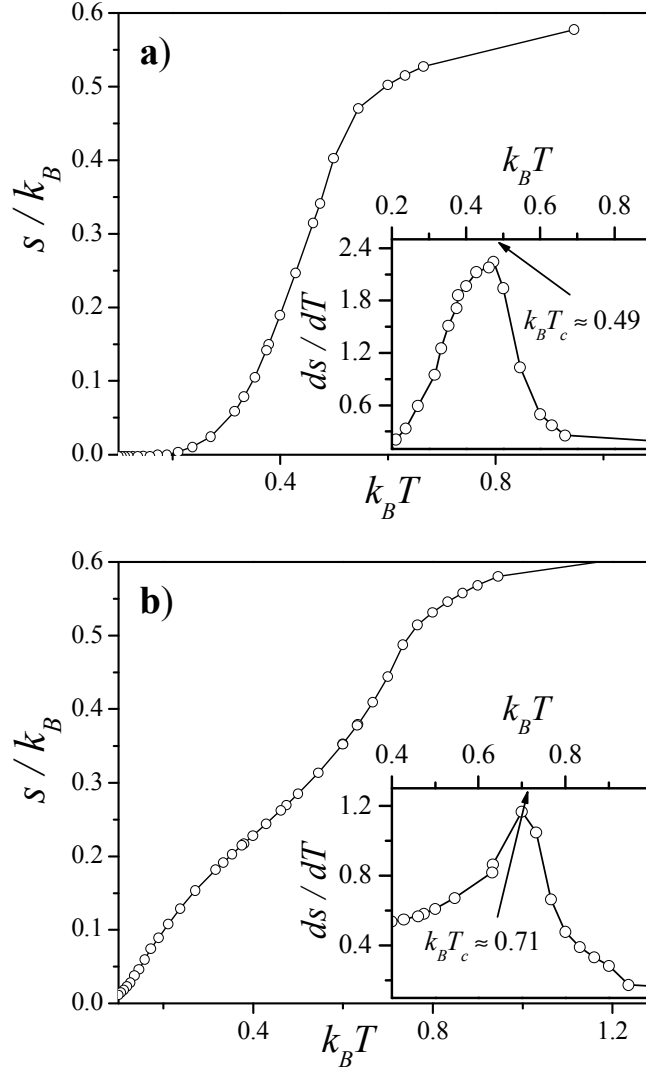 a)
0.6
0.5
0.4
0.3
0.2
0.1
0.0
s / k_B
0.4 0.8
k_B T
k_B T
0.2 0.4 0.6 0.8
2.4
1.8
1.2
0.6
ds / dT
k_B T_c ≈ 0.49
b)
0.6
0.5
0.4
0.3
0.2
0.1
0.0
s / k_B
0.4 0.8 1.2
k_B T
k_B T
0.4 0.6 0.8
1.2
0.8
0.4
ds / dT
k_B T_c ≈ 0.71